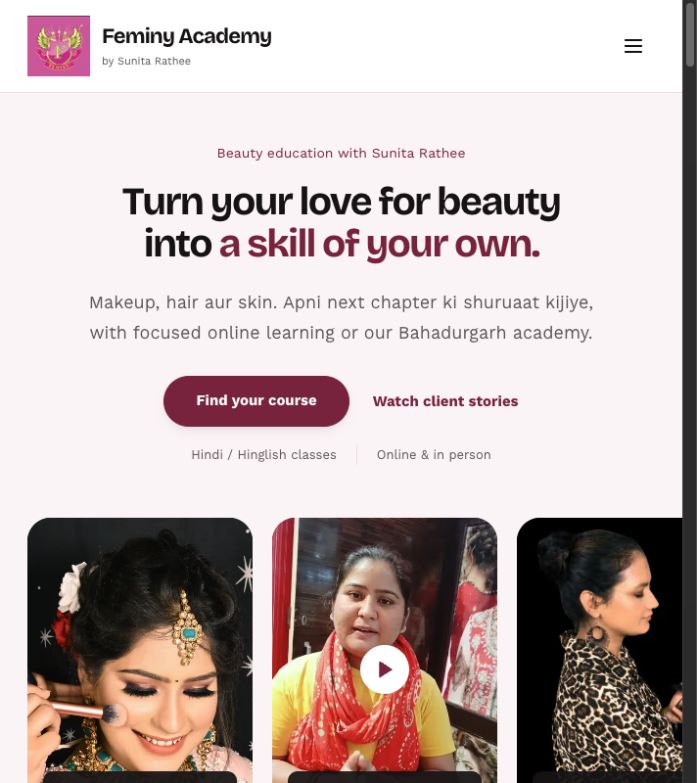 Feminy Academy
by Sunita Rathee
Beauty education with Sunita Rathee
Turn your love for beauty
into a skill of your own.
Makeup, hair aur skin. Apni next chapter ki shuruaat kijiye,
with focused online learning or our Bahadurgarh academy.
Find your course
Watch client stories
Hindi / Hinglish classes
Online & in person